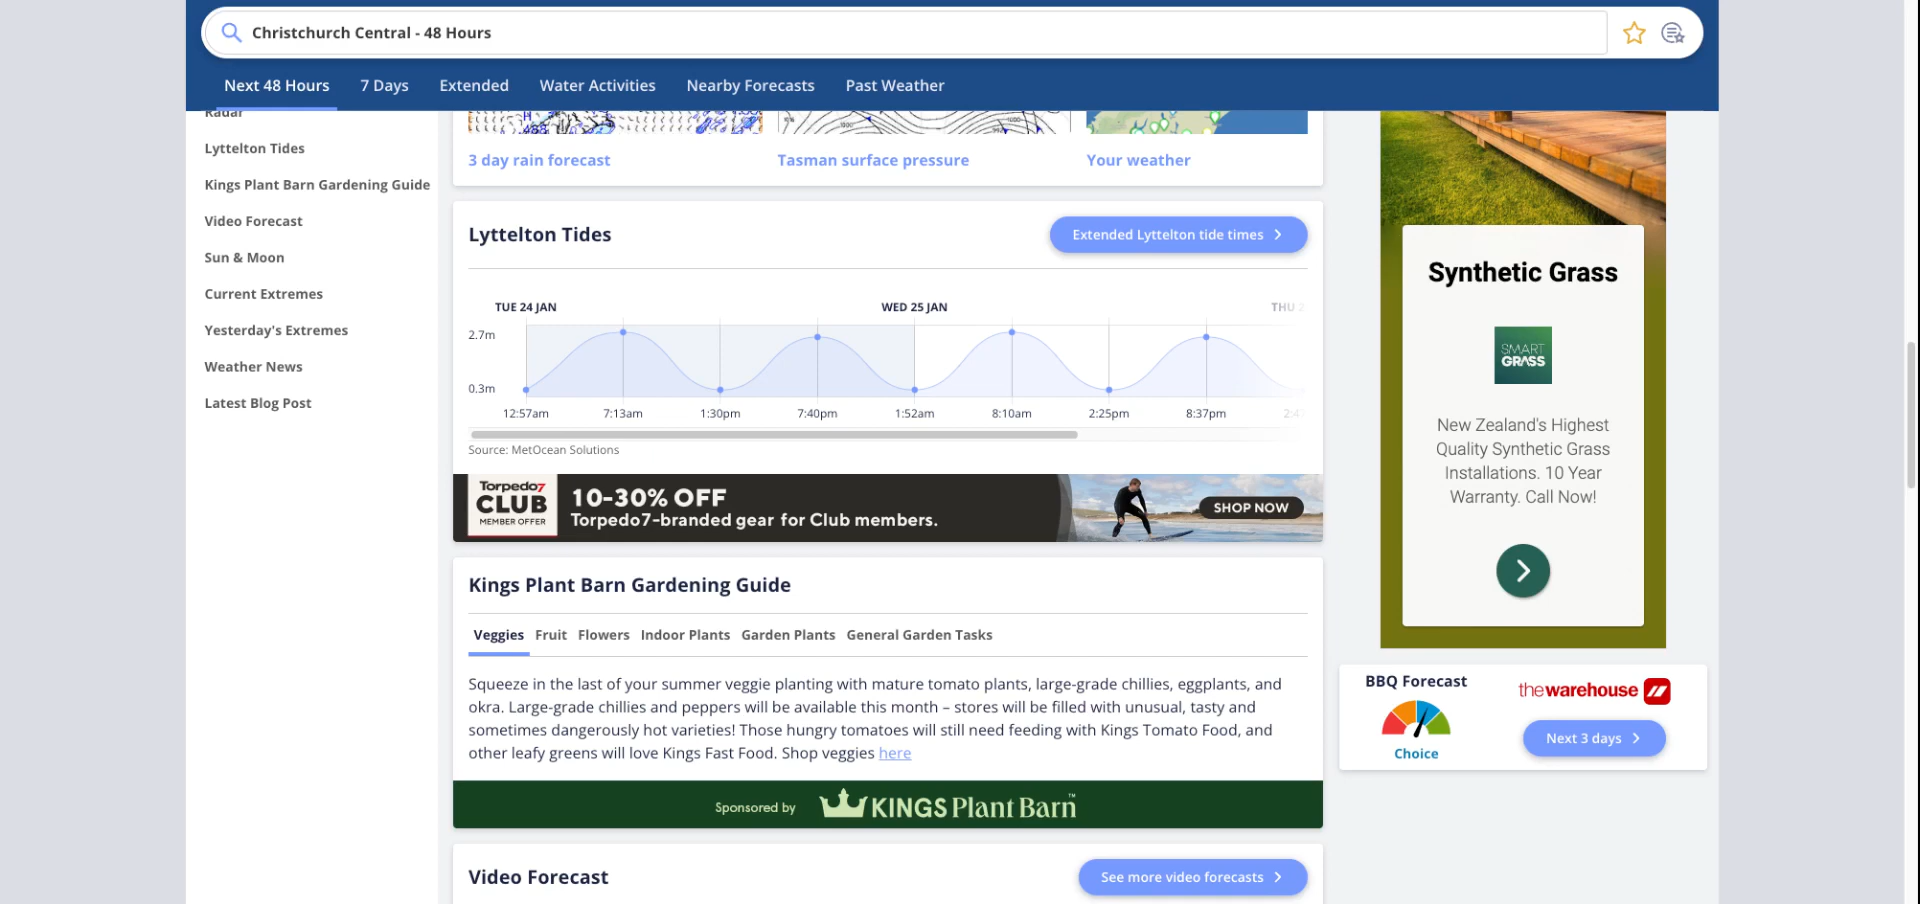 Christchurch Central - 48 Hours
Next 48 Hours 7 Days Extended Water Activities Nearby Forecasts Past Weather
Radar
Lyttelton Tides
Kings Plant Barn Gardening Guide
Video Forecast
Sun & Moon
Current Extremes
Yesterday's Extremes
Weather News
Latest Blog Post
3 day rain forecast Tasman surface pressure Your weather
Lyttelton Tides
Extended Lyttelton tide times
TUE 24 JAN WED 25 JAN THU
2.7m
0.3m
12:57am 7:13am 1:30pm 7:40pm 1:52am 8:10am 2:25pm 8:37pm
Source: MetOcean Solutions
Torpedo7
CLUB
MEMBER OFFER
10-30% OFF
Torpedo7-branded gear for Club members.
SHOP NOW
Kings Plant Barn Gardening Guide
Veggies Fruit Flowers Indoor Plants Garden Plants General Garden Tasks
Squeeze in the last of your summer veggie planting with mature tomato plants, large-grade chillies, eggplants, and
okra. Large-grade chillies and peppers will be available this month – stores will be filled with unusual, tasty and
sometimes dangerously hot varieties! Those hungry tomatoes will still need feeding with Kings Tomato Food, and
other leafy greens will love Kings Fast Food. Shop veggies here
Sponsored by KINGS Plant Barn™
Video Forecast
See more video forecasts
Synthetic Grass
SMART
GRASS
New Zealand's Highest
Quality Synthetic Grass
Installations. 10 Year
Warranty. Call Now!
BBQ Forecast
Choice
thewarehouse
Next 3 days